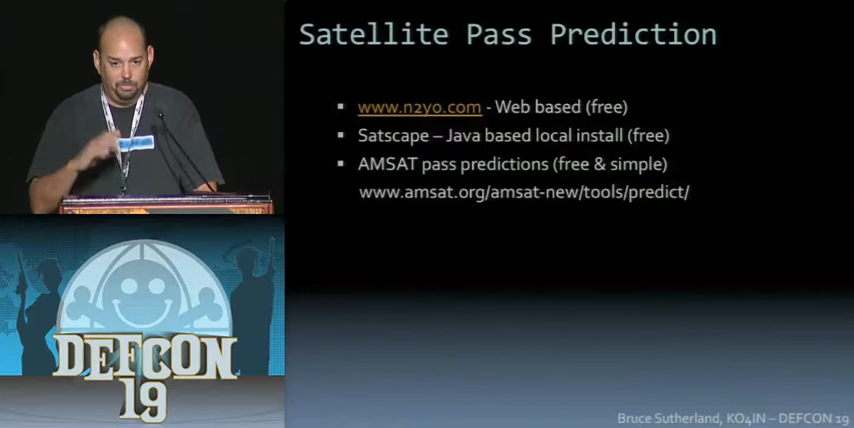 Satellite Pass Prediction
▪ www.n2yo.com - Web based (free)
▪ Satscape – Java based local install (free)
▪ AMSAT pass predictions (free & simple)
www.amsat.org/amsat-new/tools/predict/
DEFCON
19
Bruce Sutherland, KO4IN – DEFCON 19